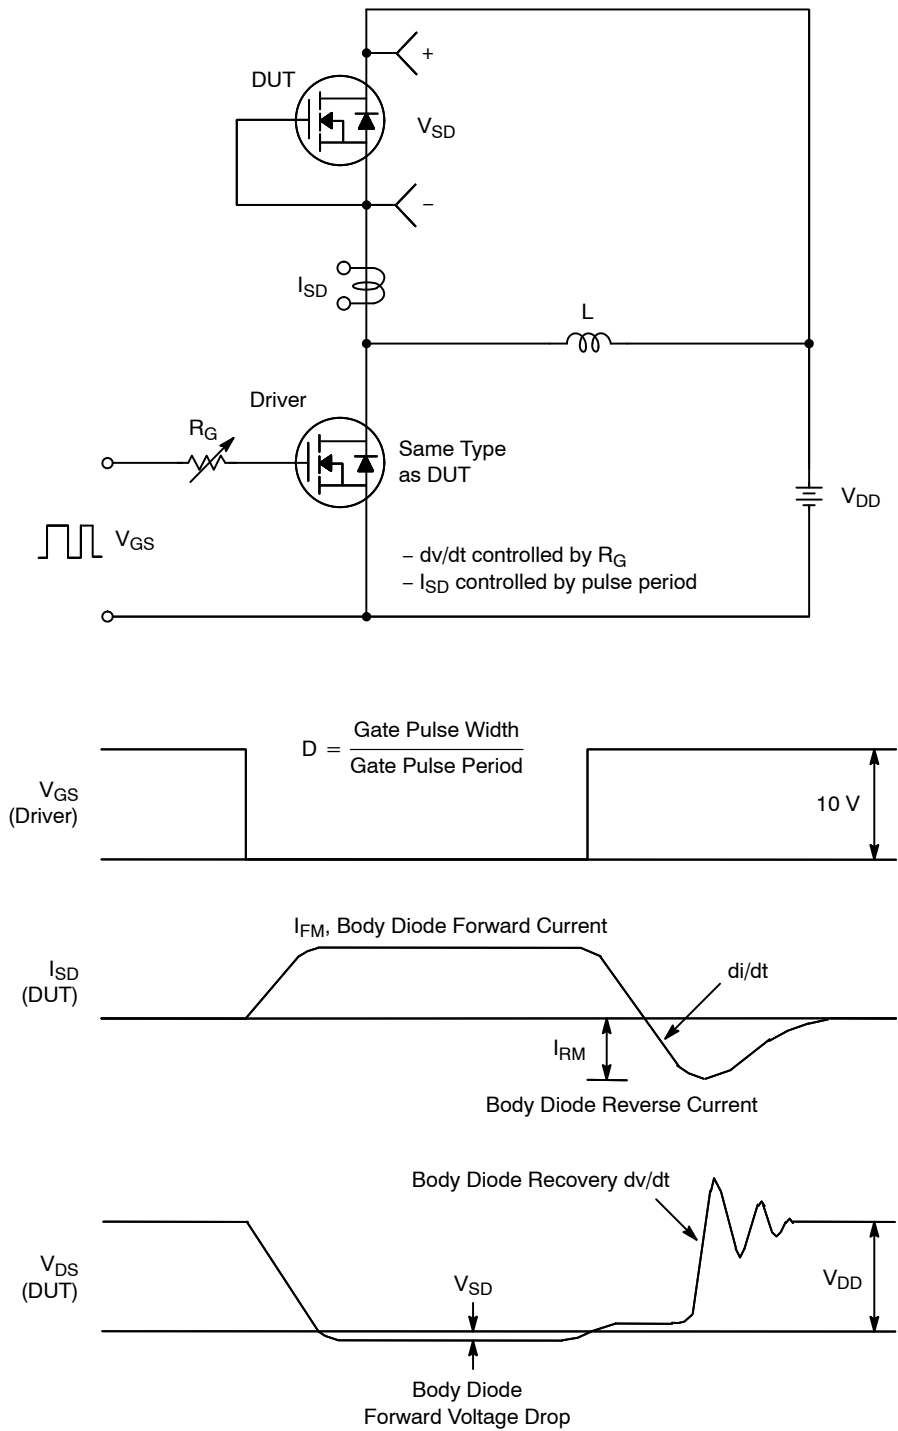 DUT
+
V_SD
−
I_SD
L
Driver
R_G
Same Type
as DUT
V_DD
V_GS
− dv/dt controlled by R_G
− I_SD controlled by pulse period
D = Gate Pulse Width
Gate Pulse Period
V_GS
(Driver)
10 V
I_FM, Body Diode Forward Current
I_SD
(DUT)
di/dt
I_RM
Body Diode Reverse Current
Body Diode Recovery dv/dt
V_DS
(DUT)
V_SD
V_DD
Body Diode
Forward Voltage Drop